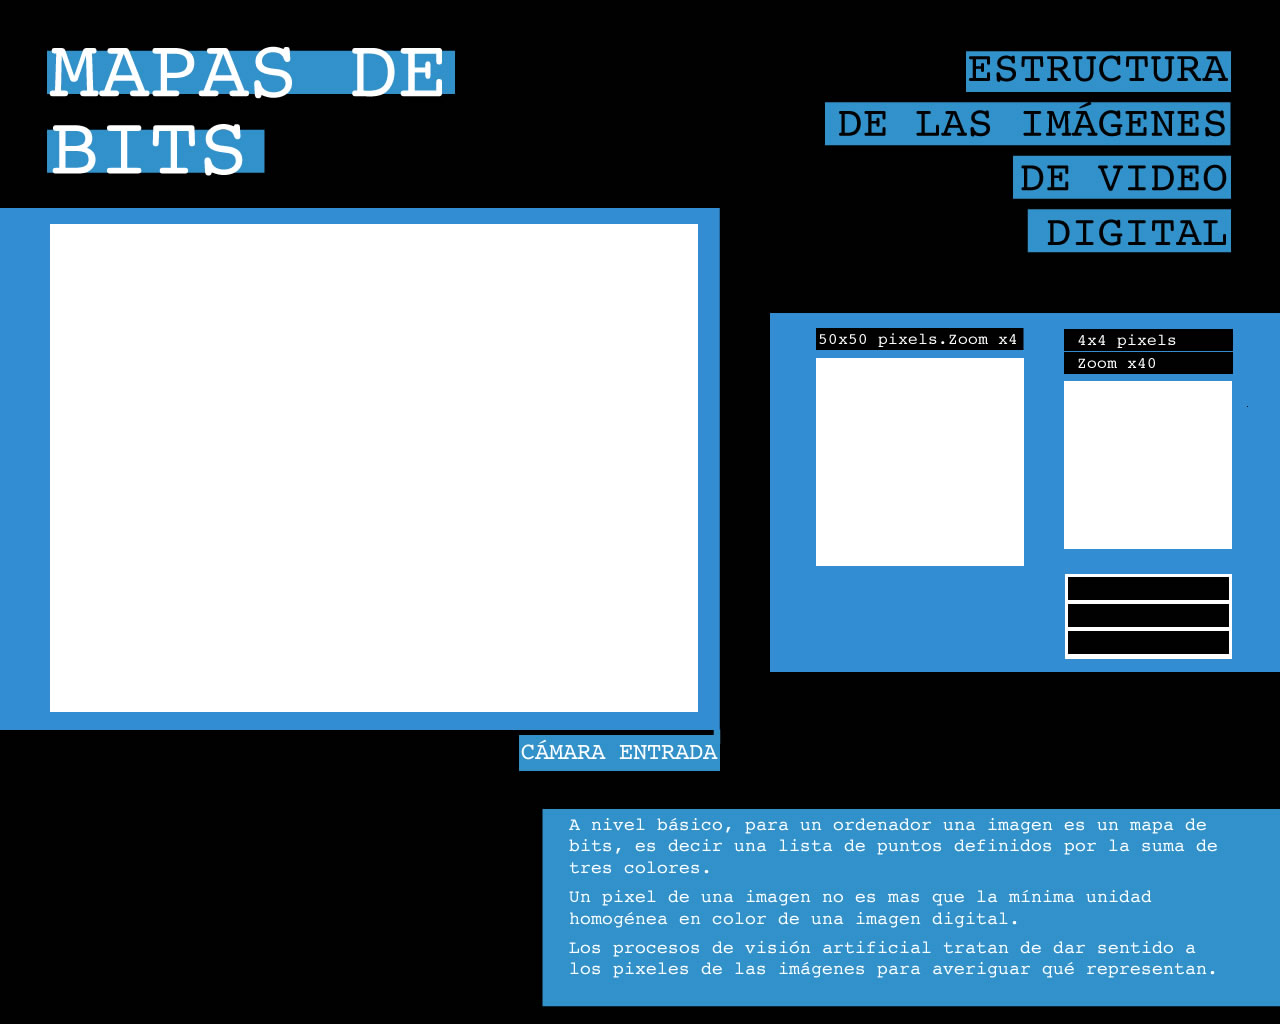 MAPAS DE
BITS
ESTRUCTURA
DE LAS IMÁGENES
DE VIDEO
DIGITAL
50x50 pixels.Zoom x4
4x4 pixels
Zoom x40
CÁMARA ENTRADA
A nivel básico, para un ordenador una imagen es un mapa de
bits, es decir una lista de puntos definidos por la suma de
tres colores.
Un pixel de una imagen no es mas que la mínima unidad
homogénea en color de una imagen digital.
Los procesos de visión artificial tratan de dar sentido a
los pixeles de las imágenes para averiguar qué representan.